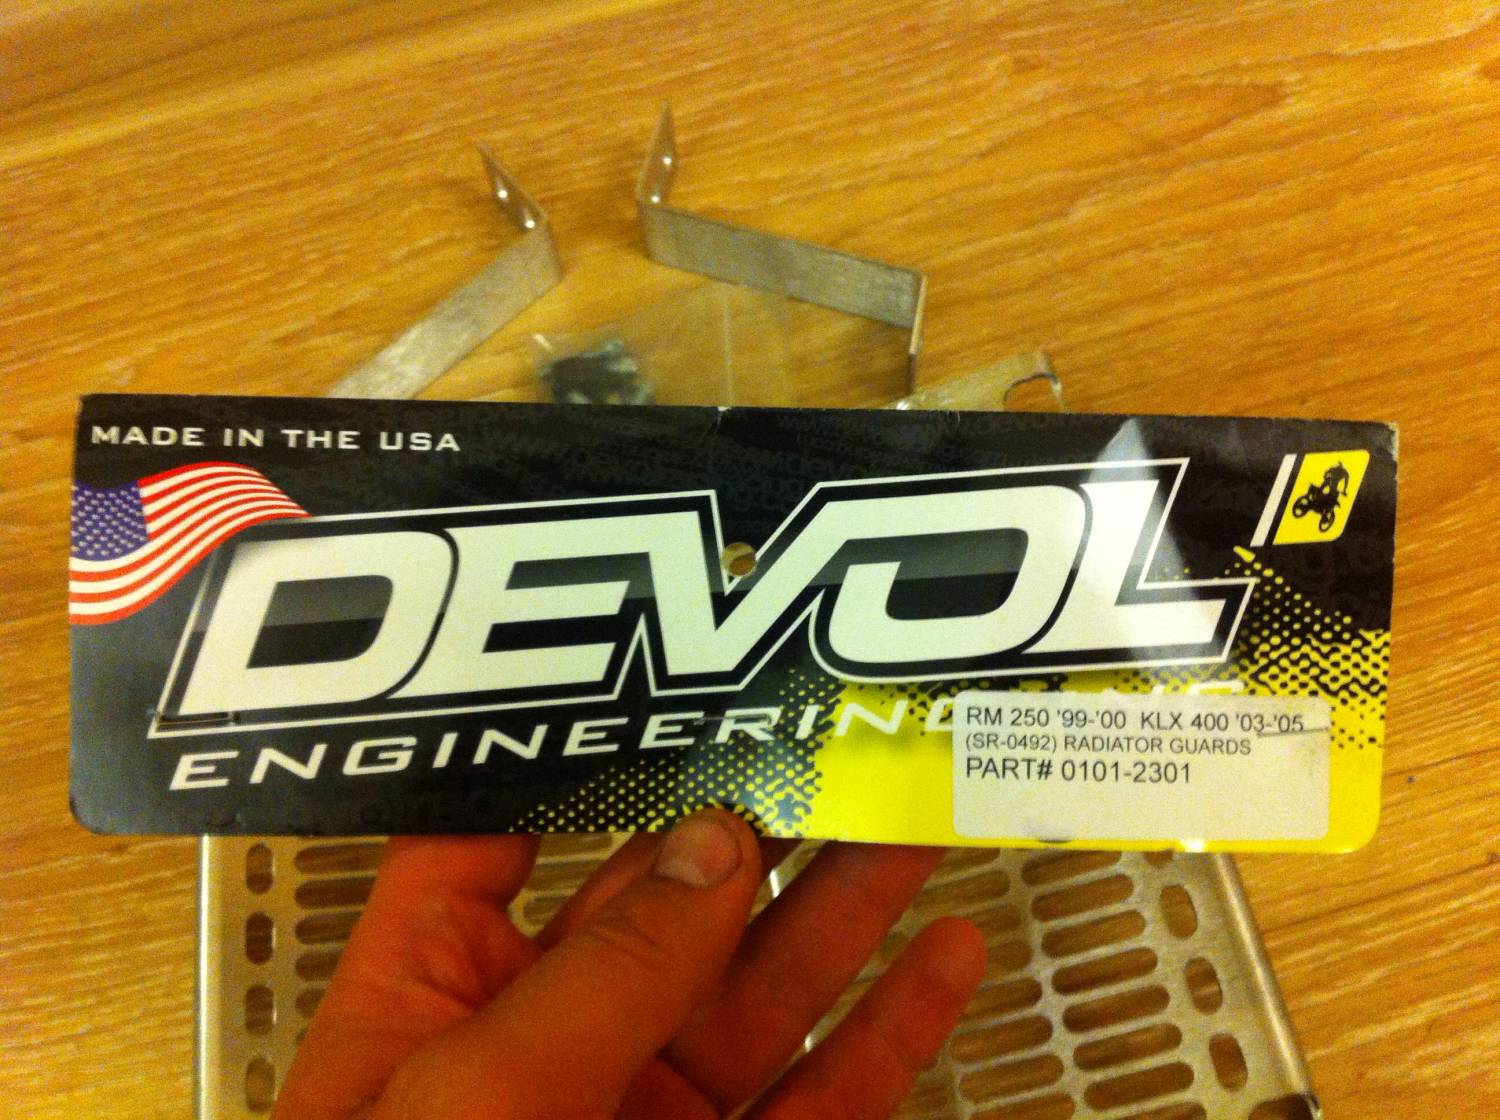 MADE IN THE USA
DEVOL
ENGINEERING
RM 250 '99-'00 KLX 400 '03-'05
(SR-0492) RADIATOR GUARDS
PART# 0101-2301